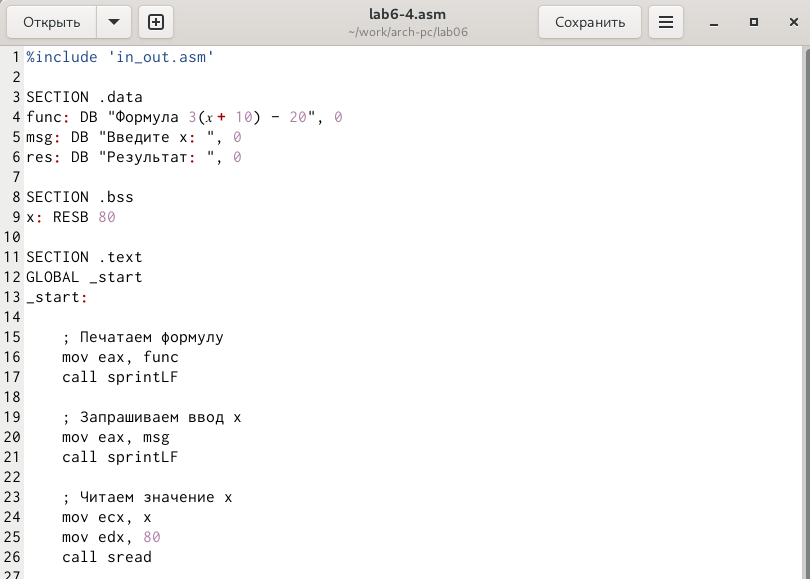 Открыть
lab6-4.asm
~/work/arch-pc/lab06
Сохранить
1 %include 'in_out.asm'
2
3 SECTION .data
4 func: DB "Формула 3(𝑥 + 10) − 20", 0
5 msg: DB "Введите x: ", 0
6 res: DB "Результат: ", 0
7
8 SECTION .bss
9 x: RESB 80
10
11 SECTION .text
12 GLOBAL _start
13 _start:
14
15 ; Печатаем формулу
16 mov eax, func
17 call sprintLF
18
19 ; Запрашиваем ввод x
20 mov eax, msg
21 call sprintLF
22
23 ; Читаем значение x
24 mov ecx, x
25 mov edx, 80
26 call sread
27